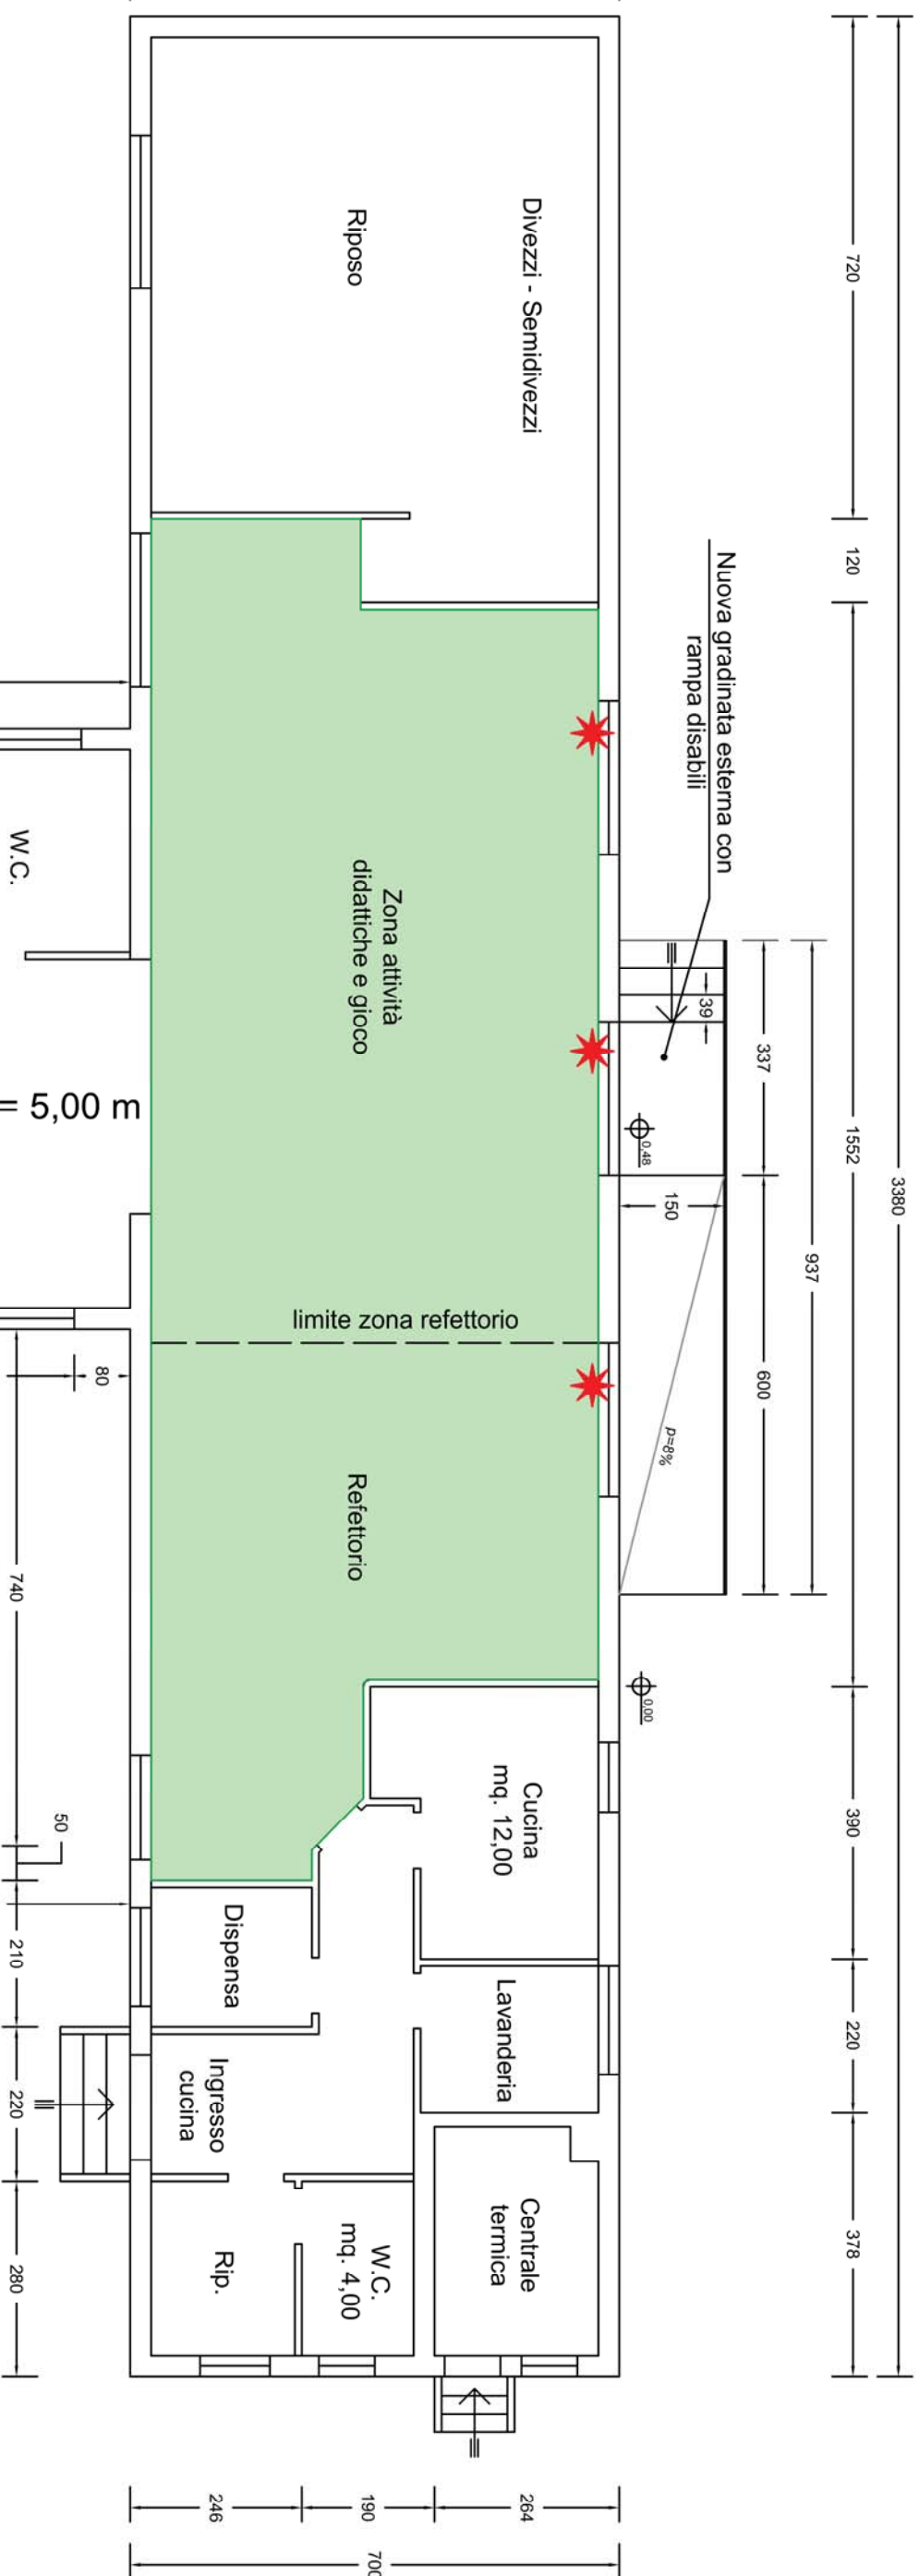 3380
720
120
1552
390
220
378
937
337
600
39
150
0,48
0,00
p=8%
Nuova gradinata esterna con
rampa disabili
Divezzi - Semidivezzi
Riposo
Zona attività
didattiche e gioco
limite zona refettorio
Refettorio
Cucina
mq. 12,00
Lavanderia
Centrale
termica
Dispensa
Ingresso
cucina
W.C.
mq. 4,00
Rip.
W.C.
= 5,00 m
80
740
50
210
220
280
246
190
264
700